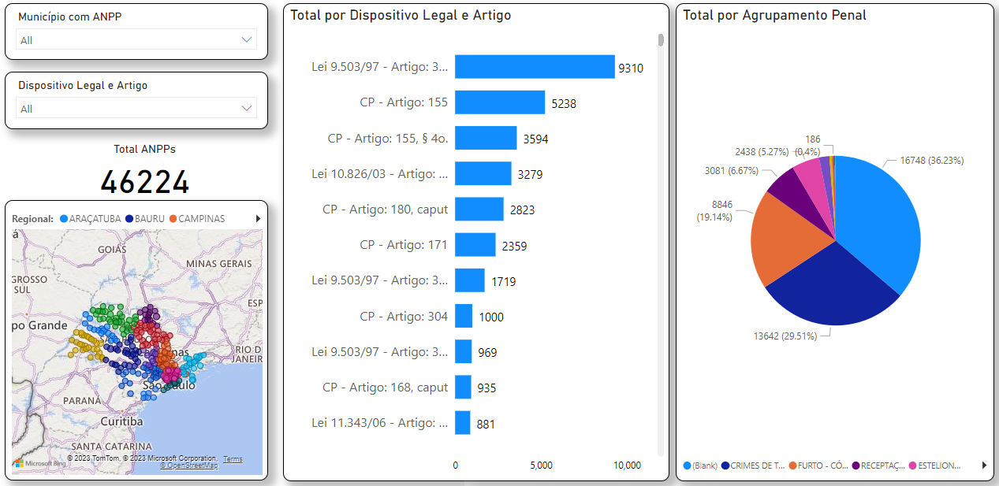 Município com ANPP
All
Dispositivo Legal e Artigo
All
Total ANPPs
46224
Regional: ARAÇATUBA BAURU CAMPINAS
á
GOIÁS
MINAS GERAIS
GROSSO
SUL
ESP
po Grande
nas
RIO D
JANEIR
São Paulo
PARANÁ
Curitiba
SANTA CATARINA
© 2023 TomTom, © 2023 Microsoft Corporation, Terms
Microsoft Bing
© OpenStreetMap
Total por Dispositivo Legal e Artigo
Lei 9.503/97 - Artigo: 3... 9310
CP - Artigo: 155 5238
CP - Artigo: 155, § 4o. 3594
Lei 10.826/03 - Artigo: ... 3279
CP - Artigo: 180, caput 2823
CP - Artigo: 171 2359
Lei 9.503/97 - Artigo: 3... 1719
CP - Artigo: 304 1000
Lei 9.503/97 - Artigo: 3... 969
CP - Artigo: 168, caput 935
Lei 11.343/06 - Artigo: ... 881
0 5,000 10,000
Total por Agrupamento Penal
186
(0,4%)
2438 (5.27%)
16748 (36.23%)
3081 (6.67%)
8846
(19.14%)
13642 (29.51%)
(Blank) CRIMES DE T... FURTO - CÓ... RECEPTAÇ... ESTELION...